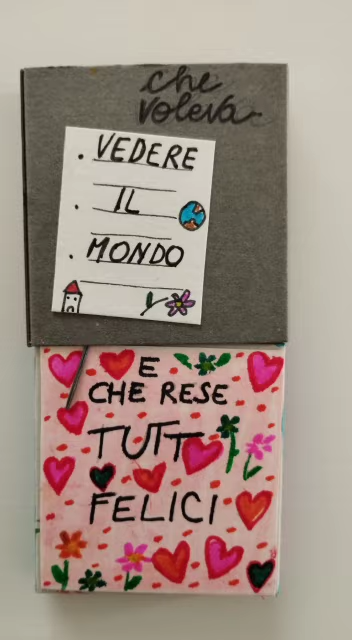 che
voleva
. VEDERE
. IL
. MONDO
E
CHE RESE
TUTT
FELICI